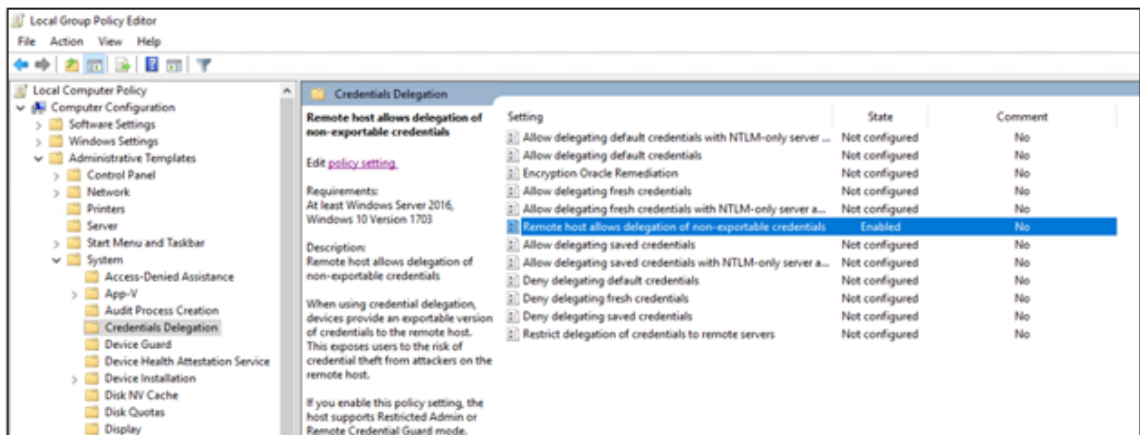 Local Group Policy Editor
File Action View Help
Local Computer Policy
Computer Configuration
Software Settings
Windows Settings
Administrative Templates
Control Panel
Network
Printers
Server
Start Menu and Taskbar
System
Access-Denied Assistance
App-V
Audit Process Creation
Credentials Delegation
Device Guard
Device Health Attestation Service
Device Installation
Disk NV Cache
Disk Quotas
Display
Credentials Delegation
Remote host allows delegation of
non-exportable credentials
Edit policy setting
Requirements:
At least Windows Server 2016,
Windows 10 Version 1703
Description:
Remote host allows delegation of
non-exportable credentials
When using credential delegation,
devices provide an exportable version
of credentials to the remote host.
This exposes users to the risk of
credential theft from attackers on the
remote host.
If you enable this policy setting, the
host supports Restricted Admin or
Remote Credential Guard mode.
Setting State Comment
Allow delegating default credentials with NTLM-only server ... Not configured No
Allow delegating default credentials Not configured No
Encryption Oracle Remediation Not configured No
Allow delegating fresh credentials Not configured No
Allow delegating fresh credentials with NTLM-only server a... Not configured No
Remote host allows delegation of non-exportable credentials Enabled No
Allow delegating saved credentials Not configured No
Allow delegating saved credentials with NTLM-only server a... Not configured No
Deny delegating default credentials Not configured No
Deny delegating fresh credentials Not configured No
Deny delegating saved credentials Not configured No
Restrict delegation of credentials to remote servers Not configured No